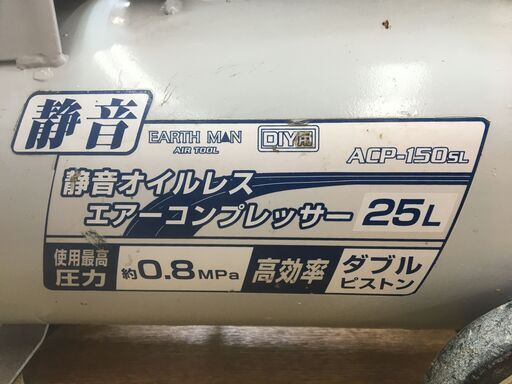 静音
EARTH MAN
AIR TOOL
DIY用
ACP-150SL
静音オイルレス
エアーコンプレッサー 25L
使用最高
圧力
約0.8MPa
高効率
ダブル
ピストン